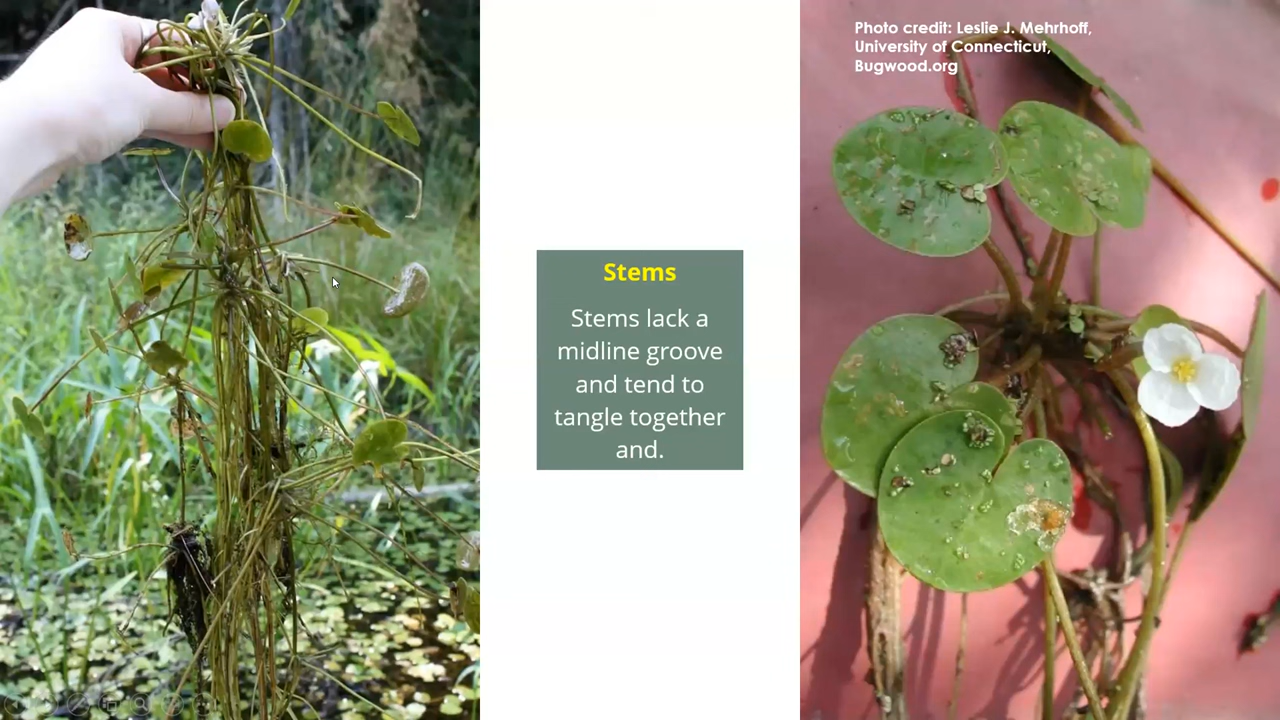 Photo credit: Leslie J. Mehrhoff,
University of Connecticut,
Bugwood.org
Stems
Stems lack a
midline groove
and tend to
tangle together
and.